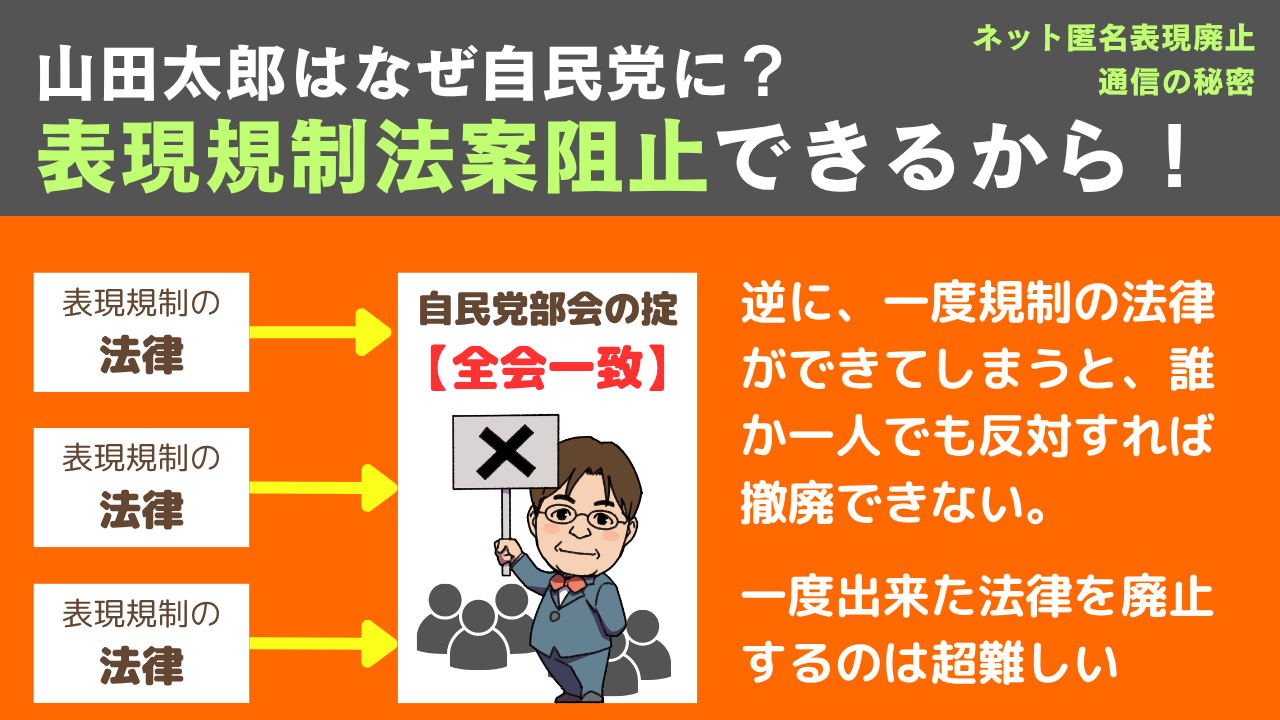 ネット匿名表現廃止
通信の秘密
山田太郎はなぜ自民党に？
表現規制法案阻止できるから！
表現規制の
法律
表現規制の
法律
表現規制の
法律
自民党部会の掟
【全会一致】
逆に、一度規制の法律
ができてしまうと、誰
か一人でも反対すれば
撤廃できない。
一度出来た法律を廃止
するのは超難しい